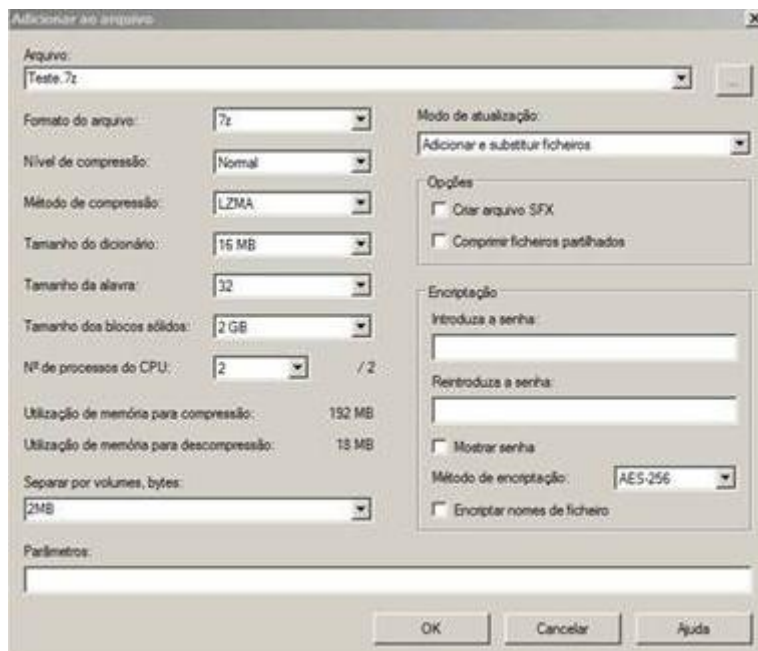 Adicionar ao arquivo
Arquivo:
Teste.7z
...
Formato do arquivo: 7z
Nível de compressão: Normal
Método de compressão: LZMA
Tamanho do dicionário: 16 MB
Tamanho da alavra: 32
Tamanho dos blocos sólidos: 2 GB
Nº de processos do CPU: 2 / 2
Utilização de memória para compressão: 192 MB
Utilização de memória para descompressão: 18 MB
Separar por volumes, bytes:
2MB
Modo de atualização:
Adicionar e substituir ficheiros
Opções
Criar arquivo SFX
Comprimir ficheiros partilhados
Encriptação
Introduza a senha:
Reintroduza a senha:
Mostrar senha
Método de encriptação: AES-256
Encriptar nomes de ficheiro
Parâmetros:
OK Cancelar Ajuda